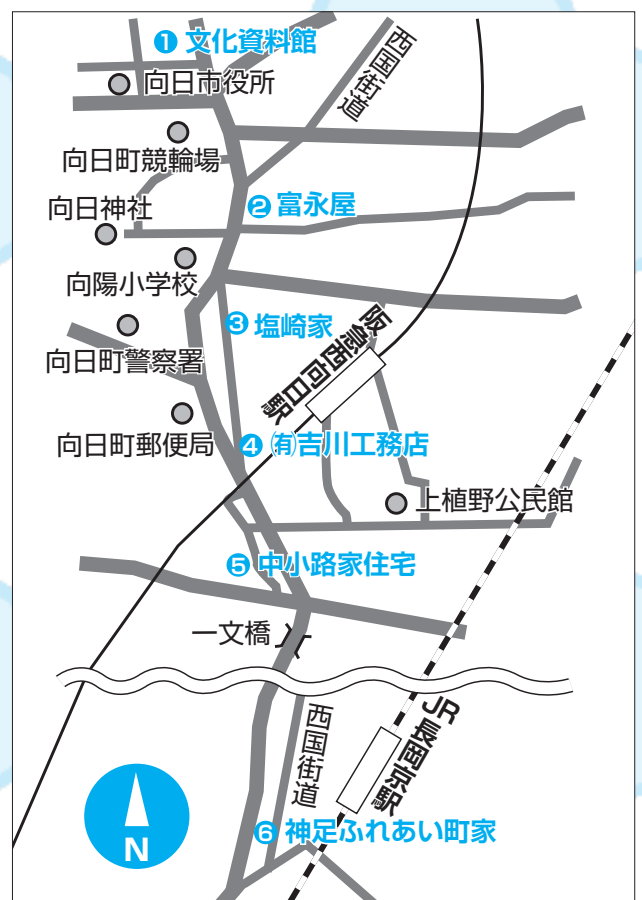 ❶ 文化資料館
西国街道
向日市役所
向日町競輪場
向日神社
❷ 富永屋
向陽小学校
❸ 塩崎家
阪急西向日駅
向日町警察署
向日町郵便局
❹ ㈲吉川工務店
上植野公民館
❺ 中小路家住宅
一文橋
西国街道
JR長岡京駅
❻ 神足ふれあい町家
N